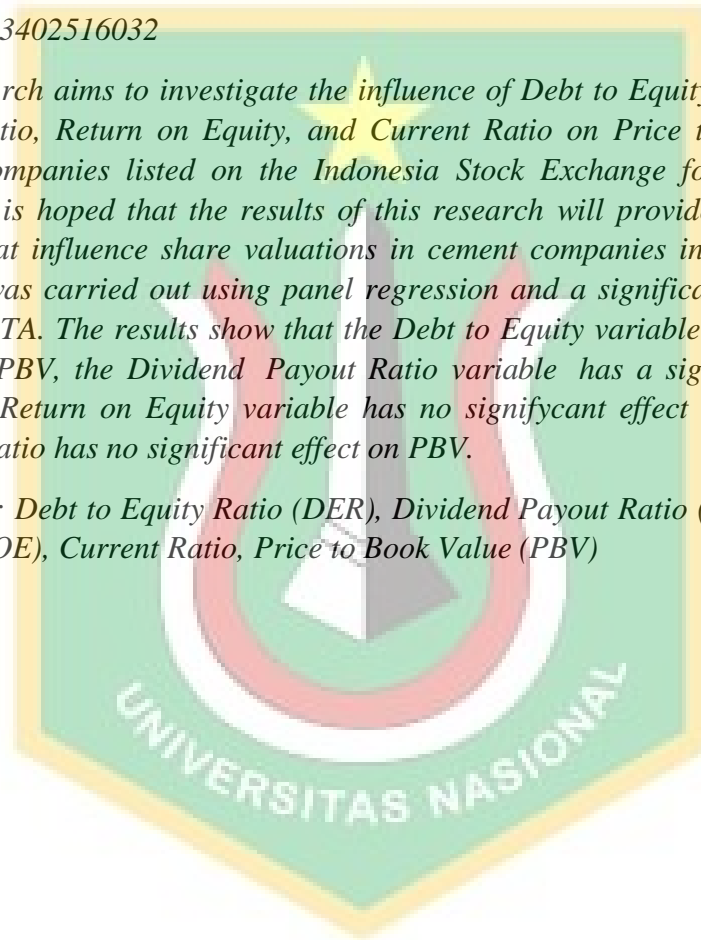 3402516032
rch aims to investigate the influence of Debt to Equity
tio, Return on Equity, and Current Ratio on Price t
mpanies listed on the Indonesia Stock Exchange fo
is hoped that the results of this research will provid
at influence share valuations in cement companies in
was carried out using panel regression and a significa
TA. The results show that the Debt to Equity variable
PBV, the Dividend Payout Ratio variable has a sig
Return on Equity variable has no signifycant effect
atio has no significant effect on PBV.
: Debt to Equity Ratio (DER), Dividend Payout Ratio (
OE), Current Ratio, Price to Book Value (PBV)
UNIVERSITAS NASIONAL